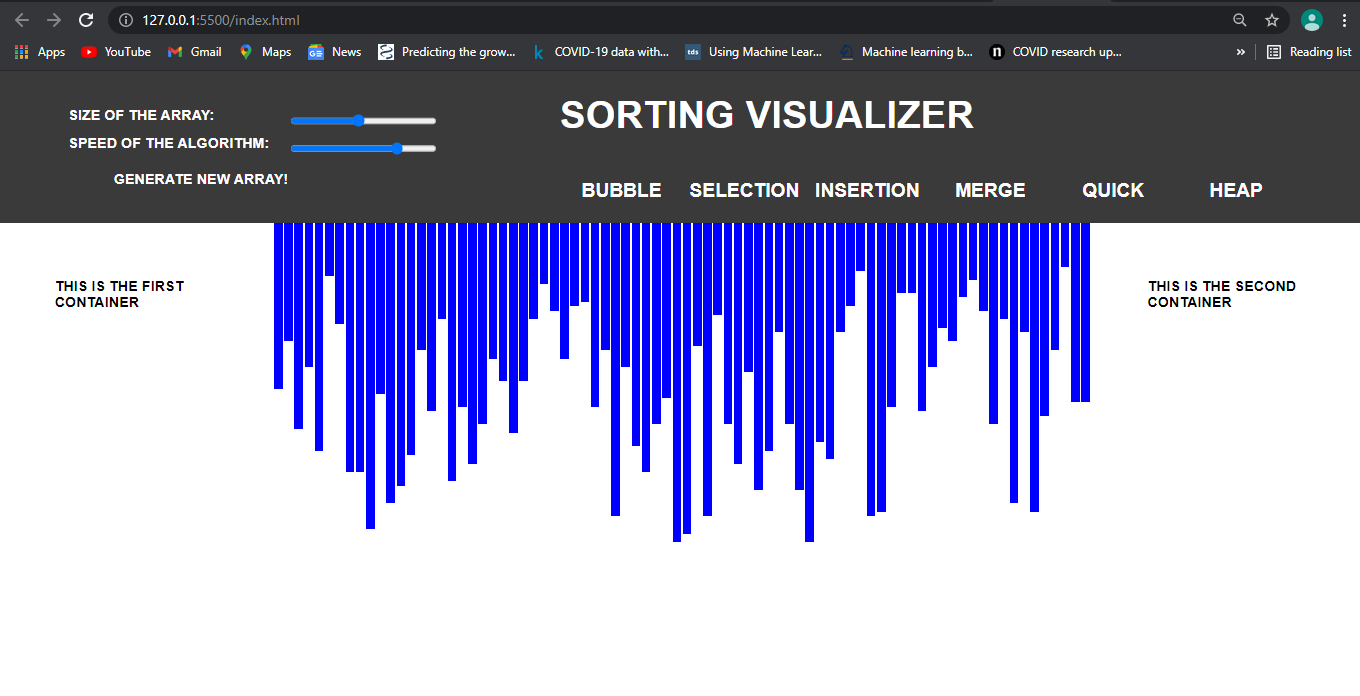 127.0.0.1:5500/index.html
Apps YouTube Gmail Maps News Predicting the grow... COVID-19 data with... tds Using Machine Lear... Machine learning b... n COVID research up... » Reading list
SIZE OF THE ARRAY:
SPEED OF THE ALGORITHM:
GENERATE NEW ARRAY!
SORTING VISUALIZER
BUBBLE SELECTION INSERTION MERGE QUICK HEAP
THIS IS THE FIRST
CONTAINER
THIS IS THE SECOND
CONTAINER